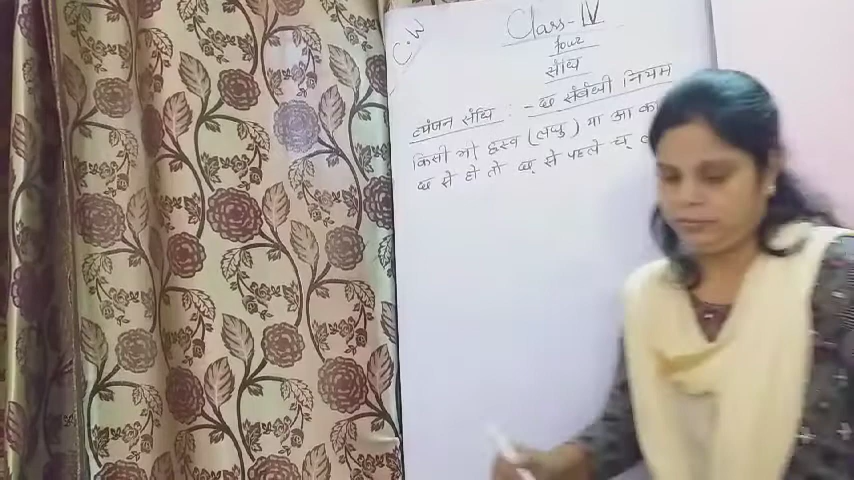 C.W
Class - IV
four
संधि
व्यंजन संधि : - छ संबंधी नियम
किसी भी ह्रस्व (लघु) या आ का
छ से हो तो छ् से पहले च्